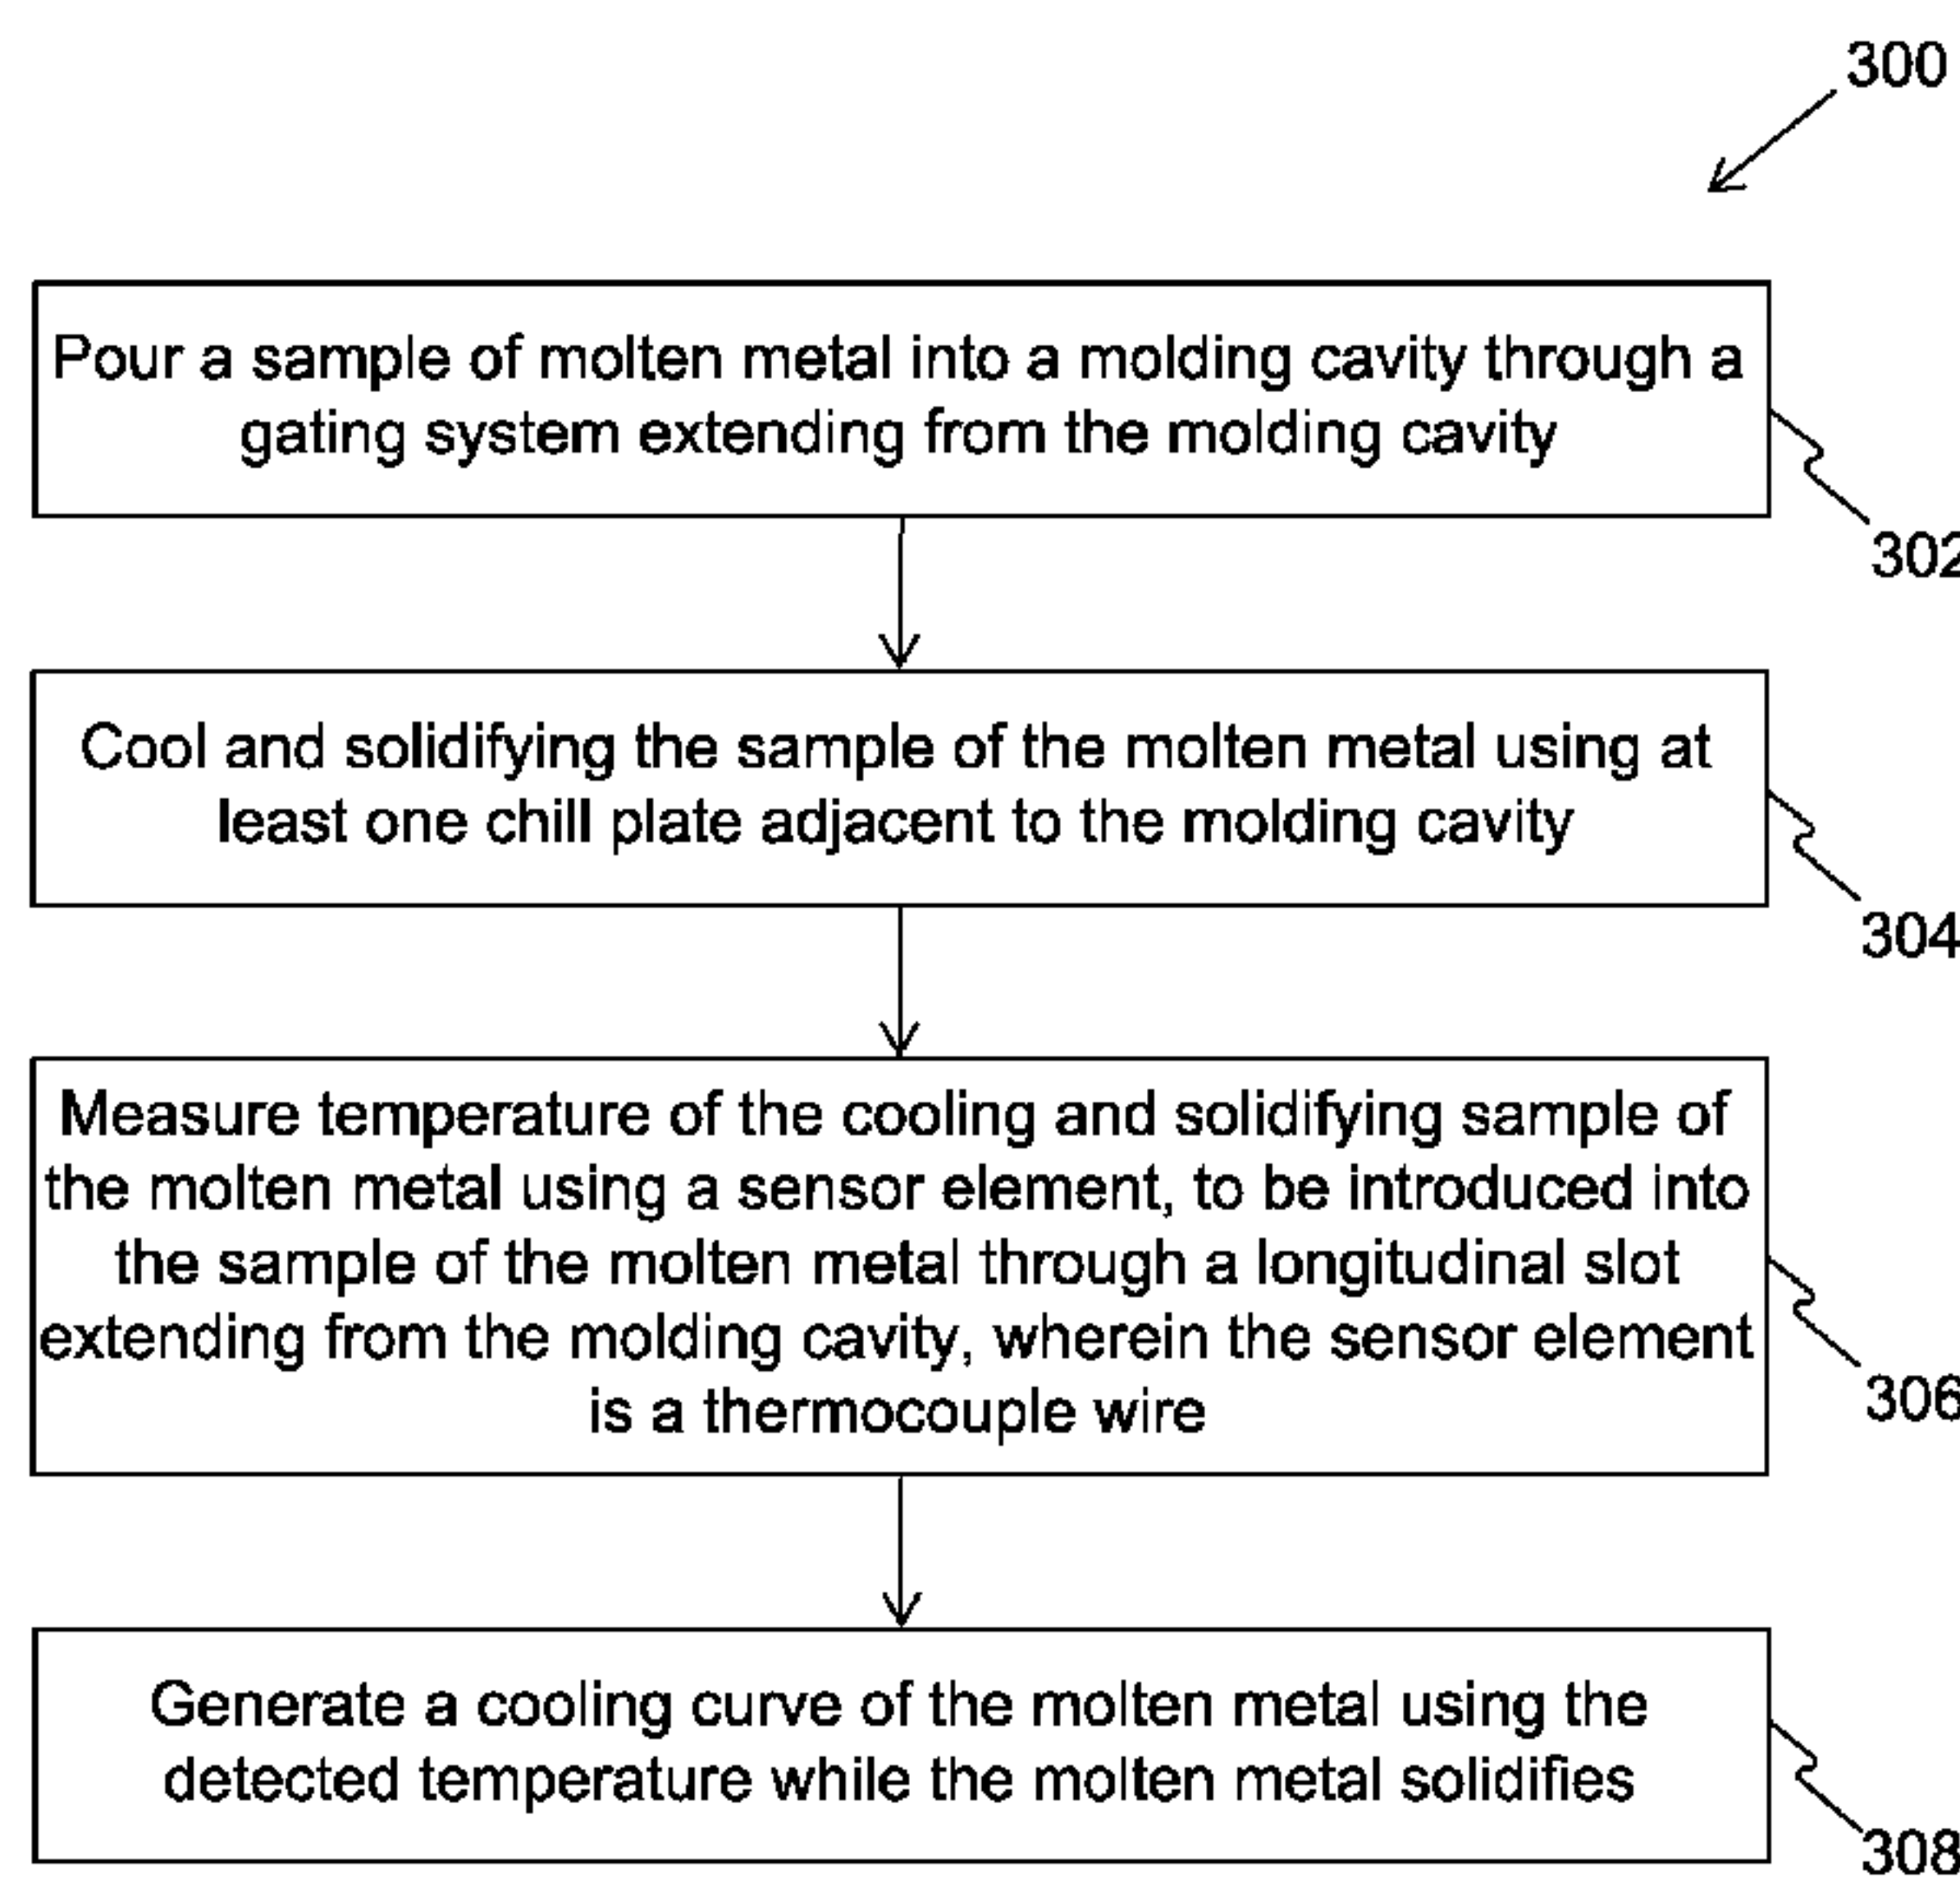 300
Pour a sample of molten metal into a molding cavity through a
gating system extending from the molding cavity
302
Cool and solidifying the sample of the molten metal using at
least one chill plate adjacent to the molding cavity
304
Measure temperature of the cooling and solidifying sample of
the molten metal using a sensor element, to be introduced into
the sample of the molten metal through a longitudinal slot
extending from the molding cavity, wherein the sensor element
is a thermocouple wire
306
Generate a cooling curve of the molten metal using the
detected temperature while the molten metal solidifies
308